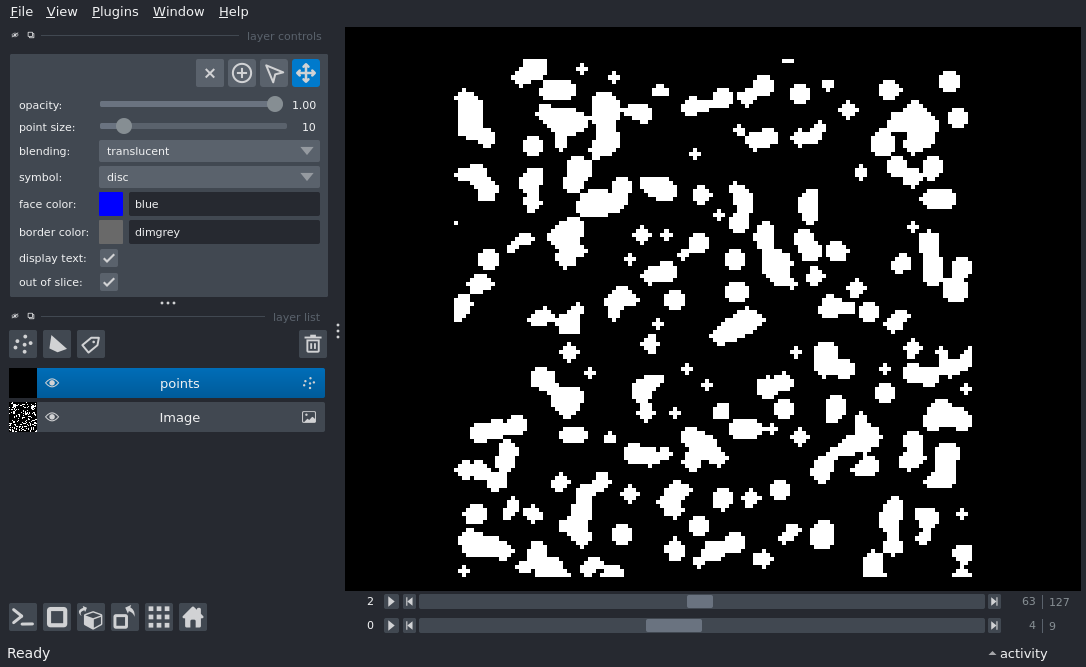 File View Plugins Window Help
layer controls
opacity: 1.00
point size: 10
blending: translucent
symbol: disc
face color: blue
border color: dimgrey
display text:
out of slice:
layer list
points
Image
2 63 127
0 4 9
Ready activity